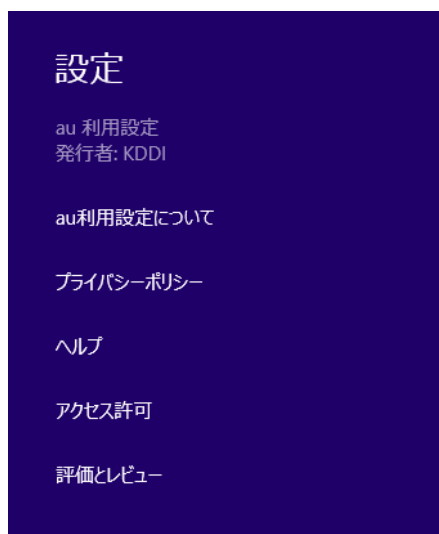 設定
au 利用設定
発行者: KDDI
au利用設定について
プライバシーポリシー
ヘルプ
アクセス許可
評価とレビュー